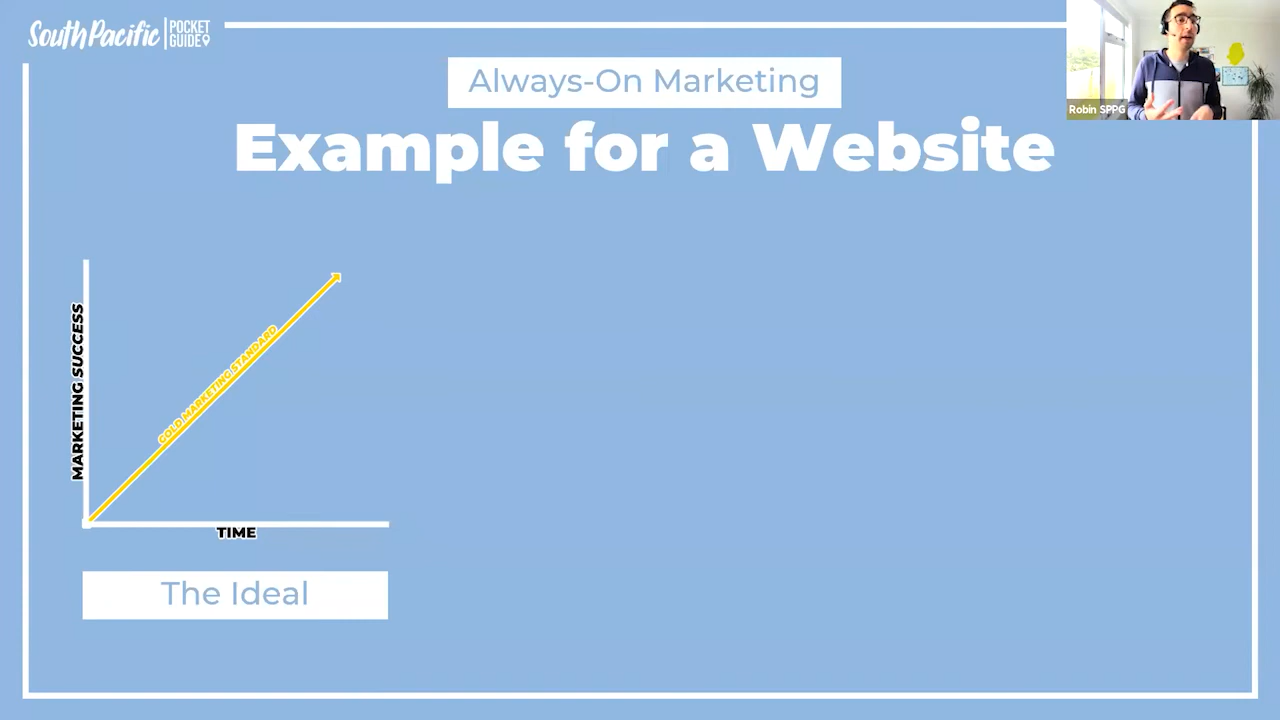 South Pacific POCKET
GUIDE
Always-On Marketing
Example for a Website
Robin SPPG
MARKETING SUCCESS
GOLD MARKETING STANDARD
TIME
The Ideal